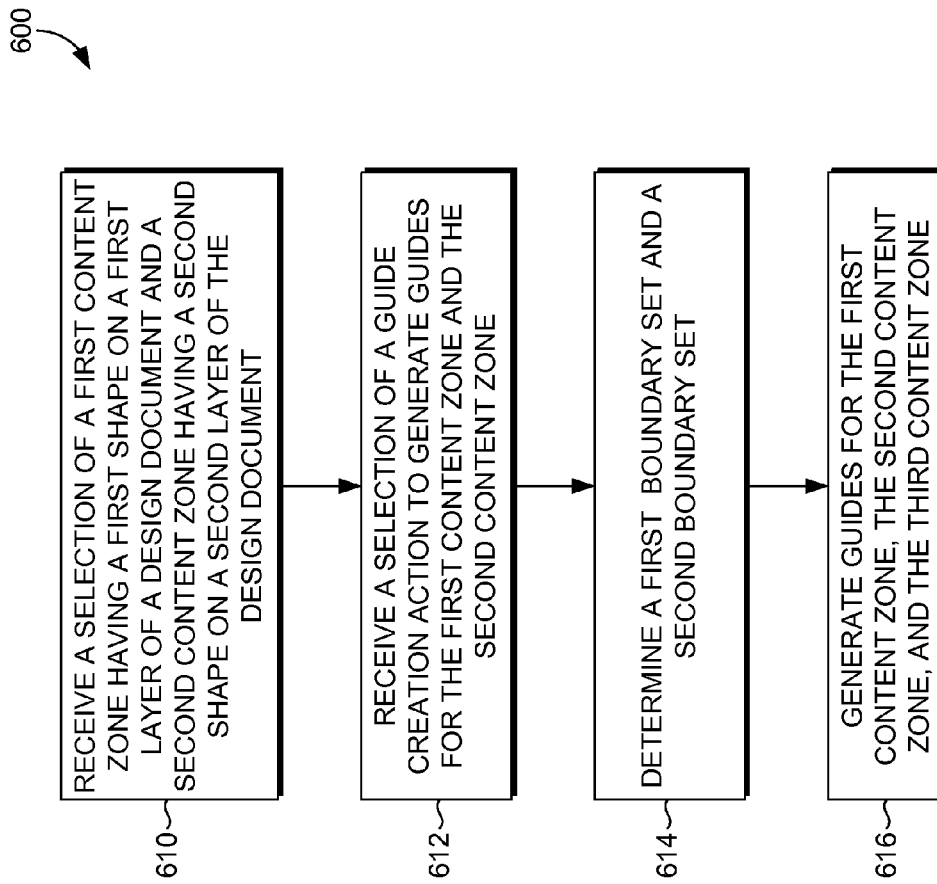 600
610
RECEIVE A SELECTION OF A FIRST CONTENT
ZONE HAVING A FIRST SHAPE ON A FIRST
LAYER OF A DESIGN DOCUMENT AND A
SECOND CONTENT ZONE HAVING A SECOND
SHAPE ON A SECOND LAYER OF THE
DESIGN DOCUMENT
612
RECEIVE A SELECTION OF A GUIDE
CREATION ACTION TO GENERATE GUIDES
FOR THE FIRST CONTENT ZONE AND THE
SECOND CONTENT ZONE
614
DETERMINE A FIRST BOUNDARY SET AND A
SECOND BOUNDARY SET
616
GENERATE GUIDES FOR THE FIRST
CONTENT ZONE, THE SECOND CONTENT
ZONE, AND THE THIRD CONTENT ZONE